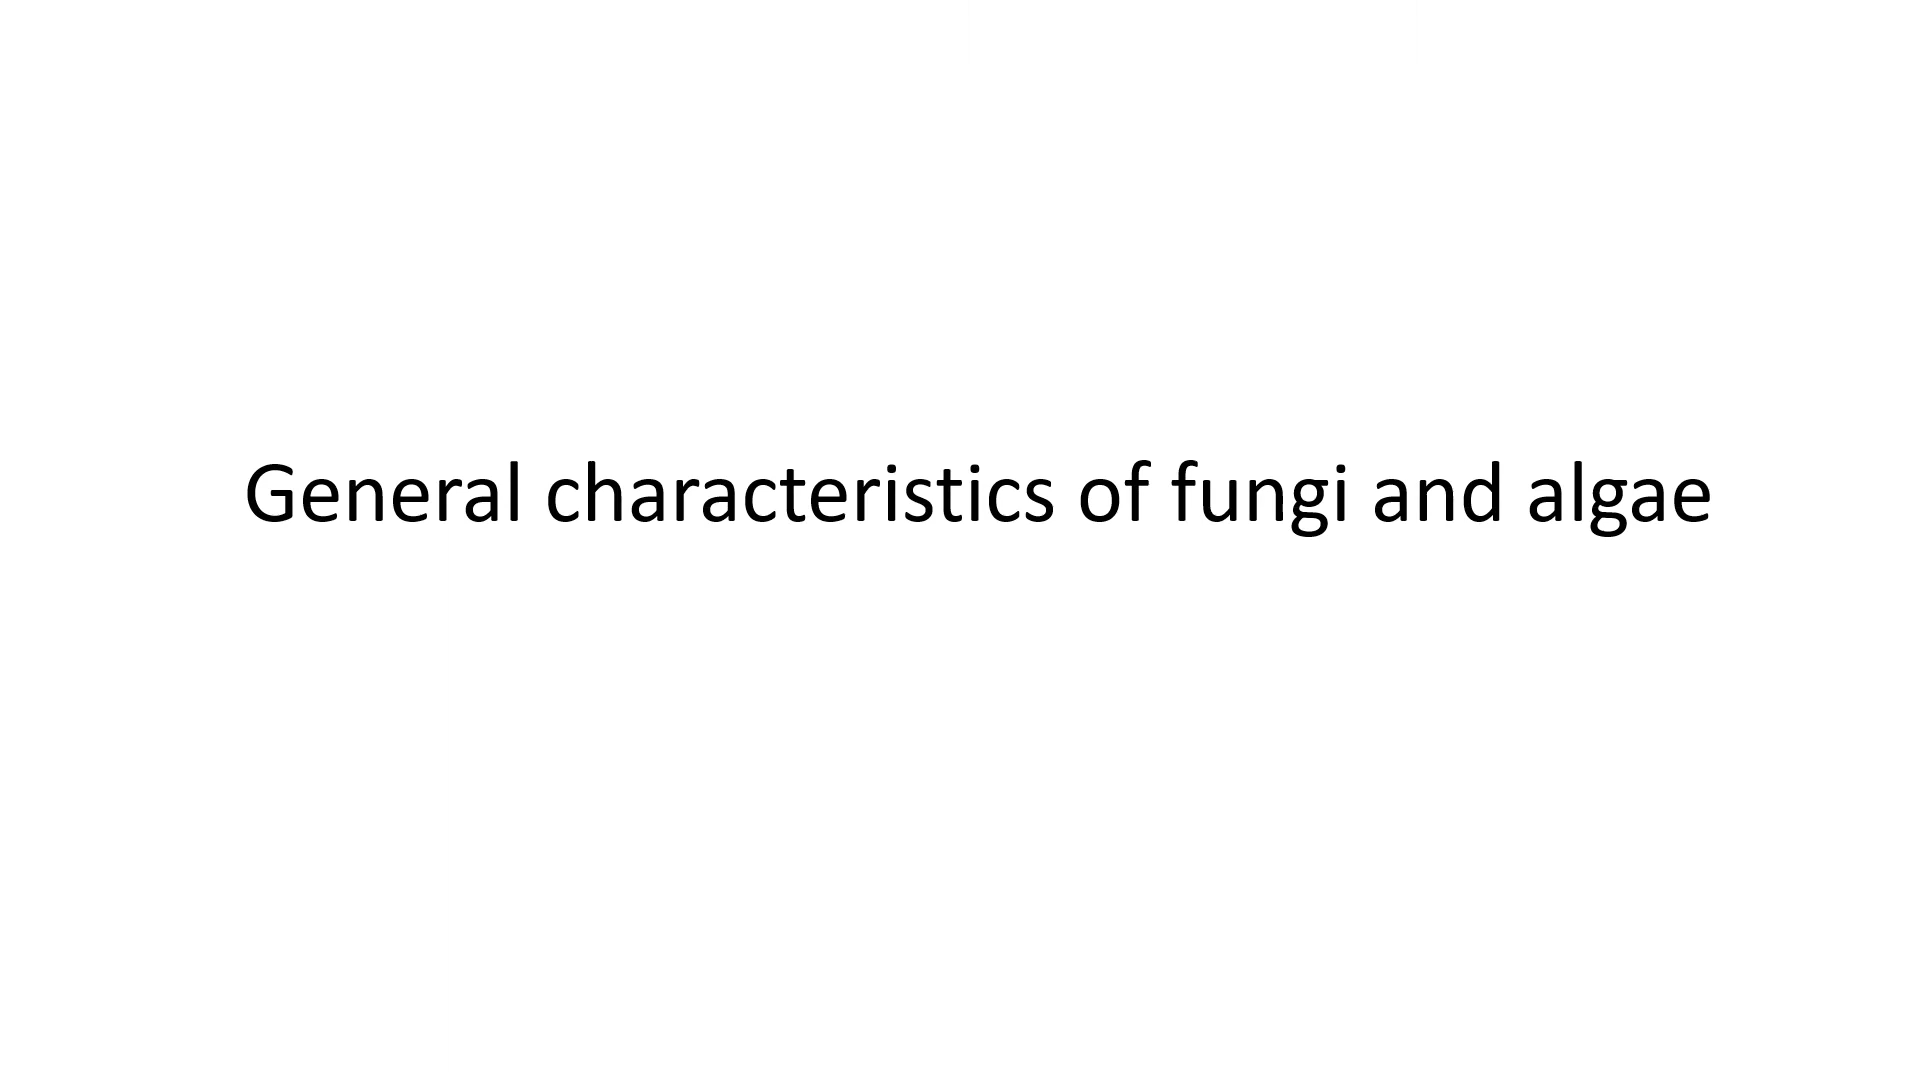 General characteristics of fungi and algae